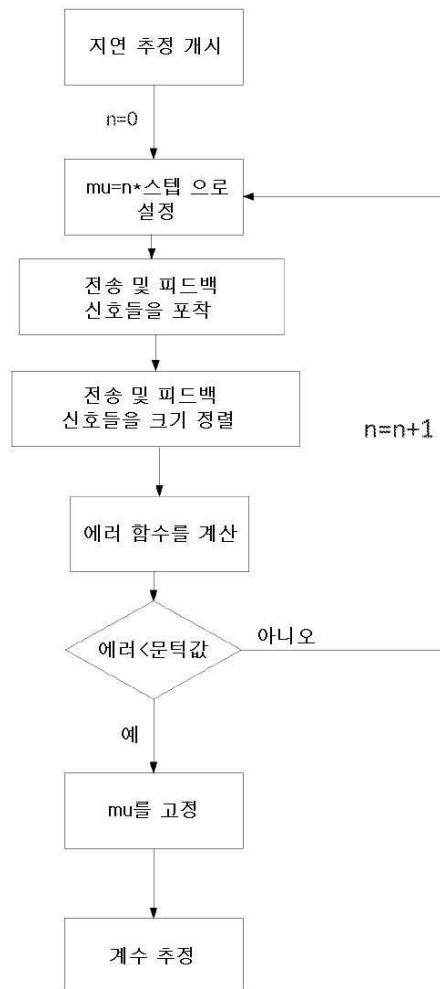 지연 추정 개시
n=0
mu=n*스텝 으로
설정
전송 및 피드백
신호들을 포착
전송 및 피드백
신호들을 크기 정렬
n=n+1
에러 함수를 계산
에러<문턱값
아니오
예
mu를 고정
계수 추정